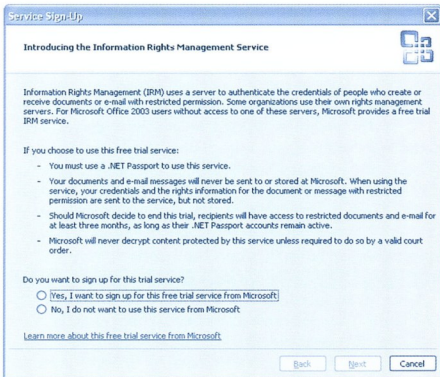 Service Sign-Up
Introducing the Information Rights Management Service
Information Rights Management (IRM) uses a server to authenticate the credentials of people who create or
receive documents or e-mail with restricted permission. Some organizations use their own rights management
servers. For Microsoft Office 2003 users without access to one of these servers, Microsoft provides a free trial
IRM service.
If you choose to use this free trial service:
- You must use a .NET Passport to use this service.
- Your documents and e-mail messages will never be sent to or stored at Microsoft. When using the
service, your credentials and the rights information for the document or message with restricted
permission are sent to the service, but not stored.
- Should Microsoft decide to end this trial, recipients will have access to restricted documents and e-mail for
at least three months, as long as their .NET Passport accounts remain active.
- Microsoft will never decrypt content protected by this service unless required to do so by a valid court
order.
Do you want to sign up for this trial service?
Yes, I want to sign up for this free trial service from Microsoft
No, I do not want to use this service from Microsoft
Learn more about this free trial service from Microsoft
Back Next Cancel